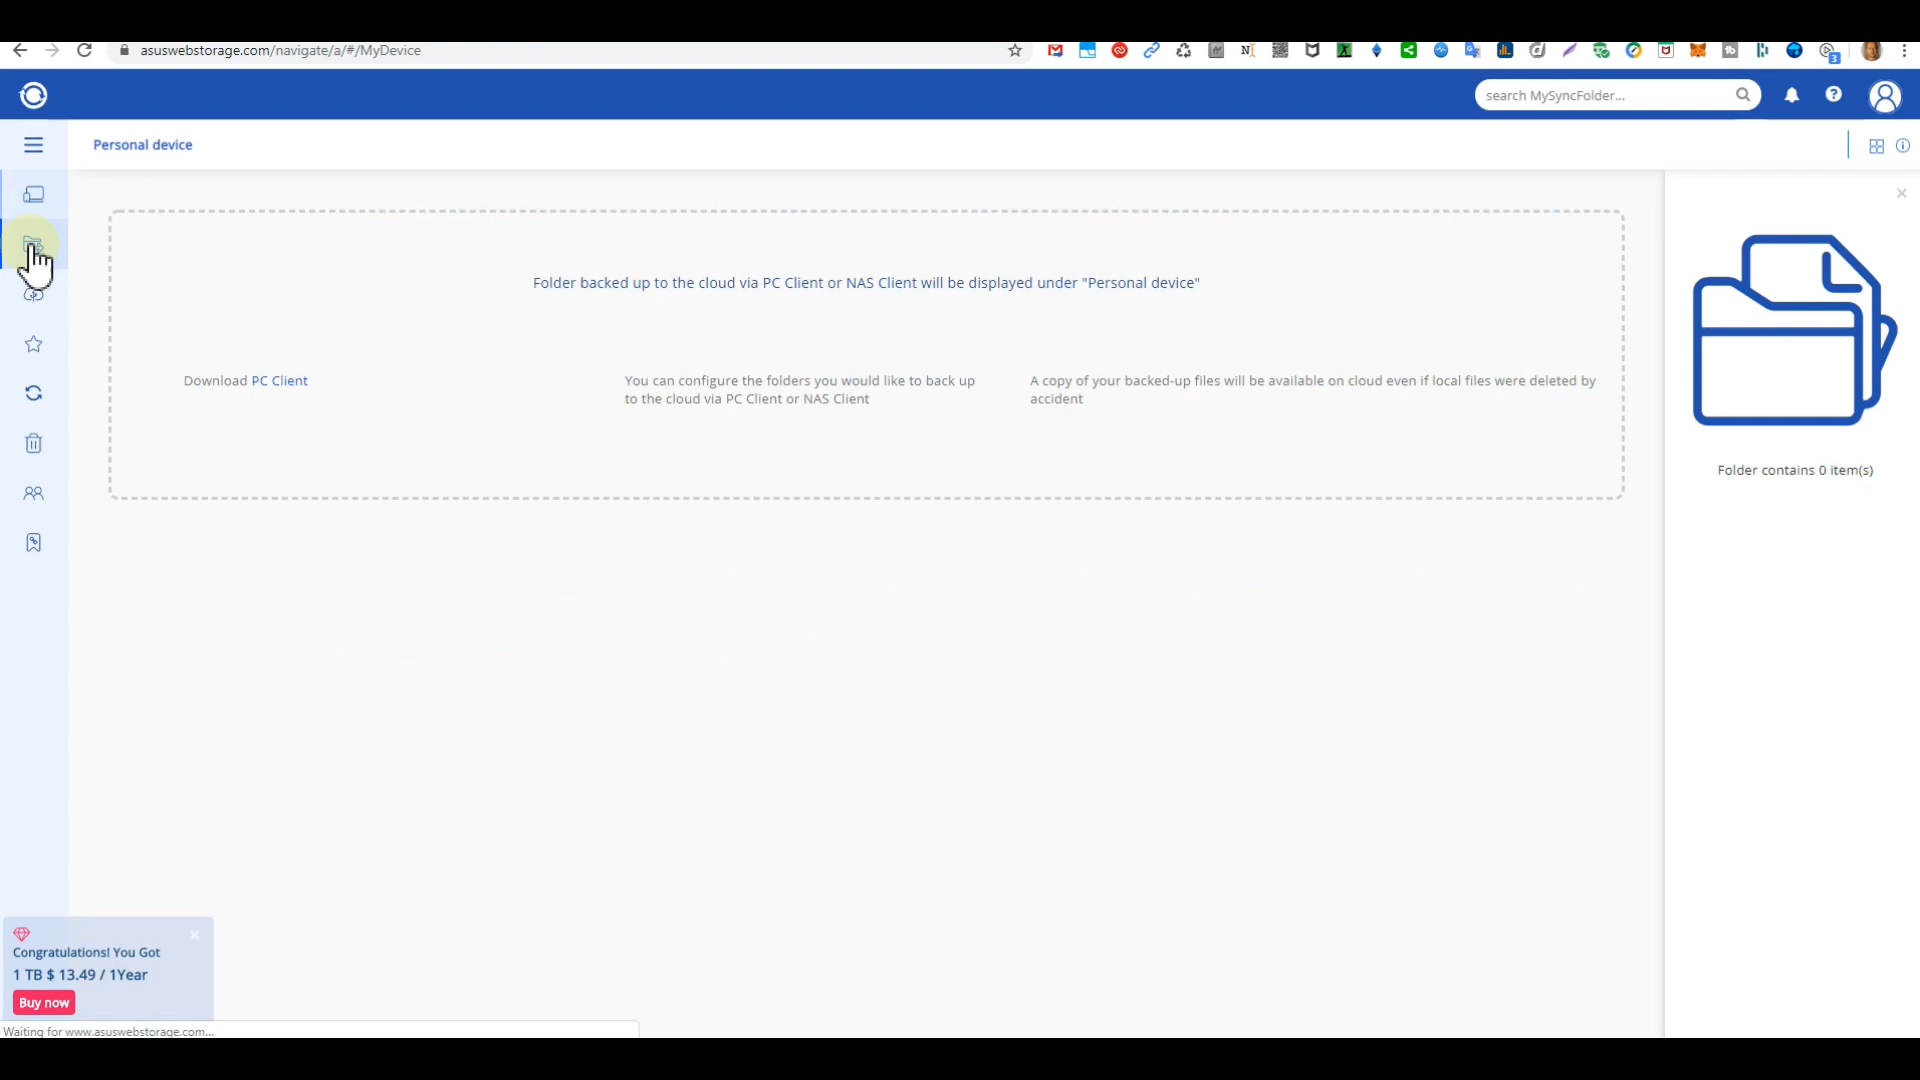 asuswebstorage.com/navigate/a/#/MyDevice
3
search MySyncFolder...
Personal device
Folder backed up to the cloud via PC Client or NAS Client will be displayed under "Personal device"
Download PC Client
You can configure the folders you would like to back up
to the cloud via PC Client or NAS Client
A copy of your backed-up files will be available on cloud even if local files were deleted by
accident
Folder contains 0 item(s)
Congratulations! You Got
1 TB $ 13.49 / 1Year
Buy now
Waiting for www.asuswebstorage.com...